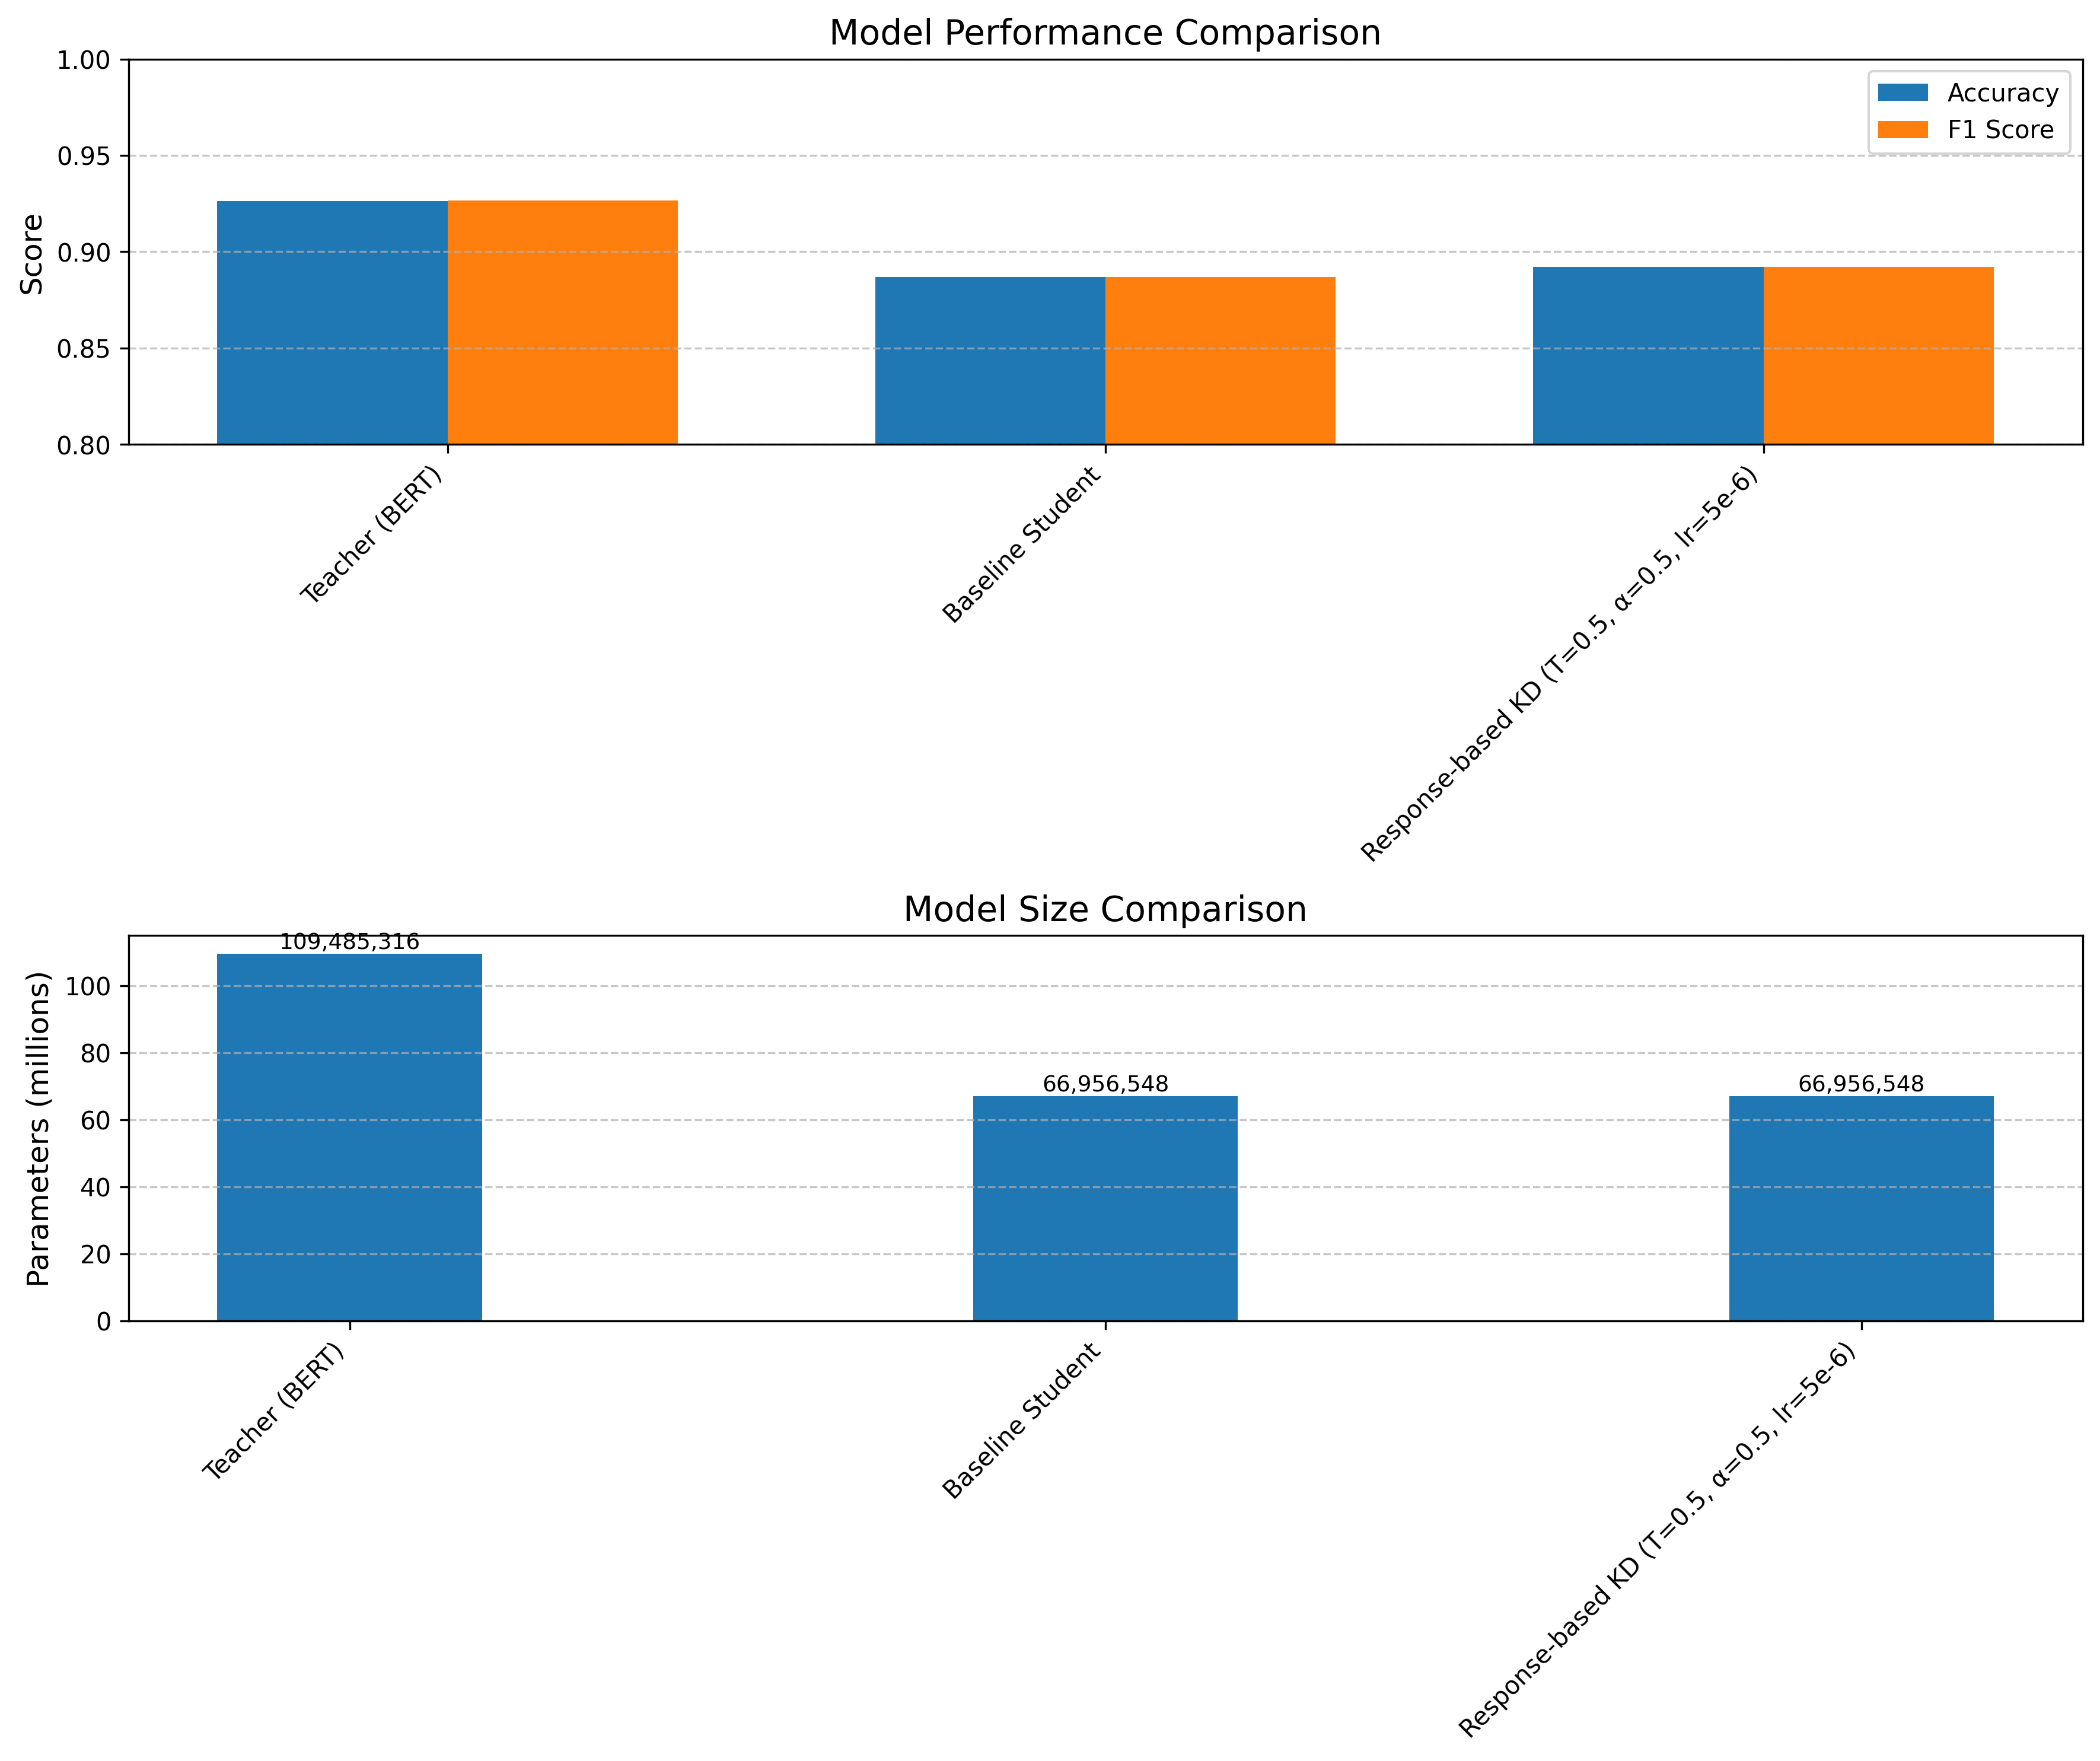 Model Performance Comparison
1.00
0.95
0.90
0.85
0.80
Score
Accuracy
F1 Score
Teacher (BERT)
Baseline Student
Response-based KD (T=0.5, α=0.5, lr=5e-6)
Model Size Comparison
100
80
60
40
20
0
Parameters (millions)
109,485,316
66,956,548
66,956,548
Teacher (BERT)
Baseline Student
Response-based KD (T=0.5, α=0.5, lr=5e-6)